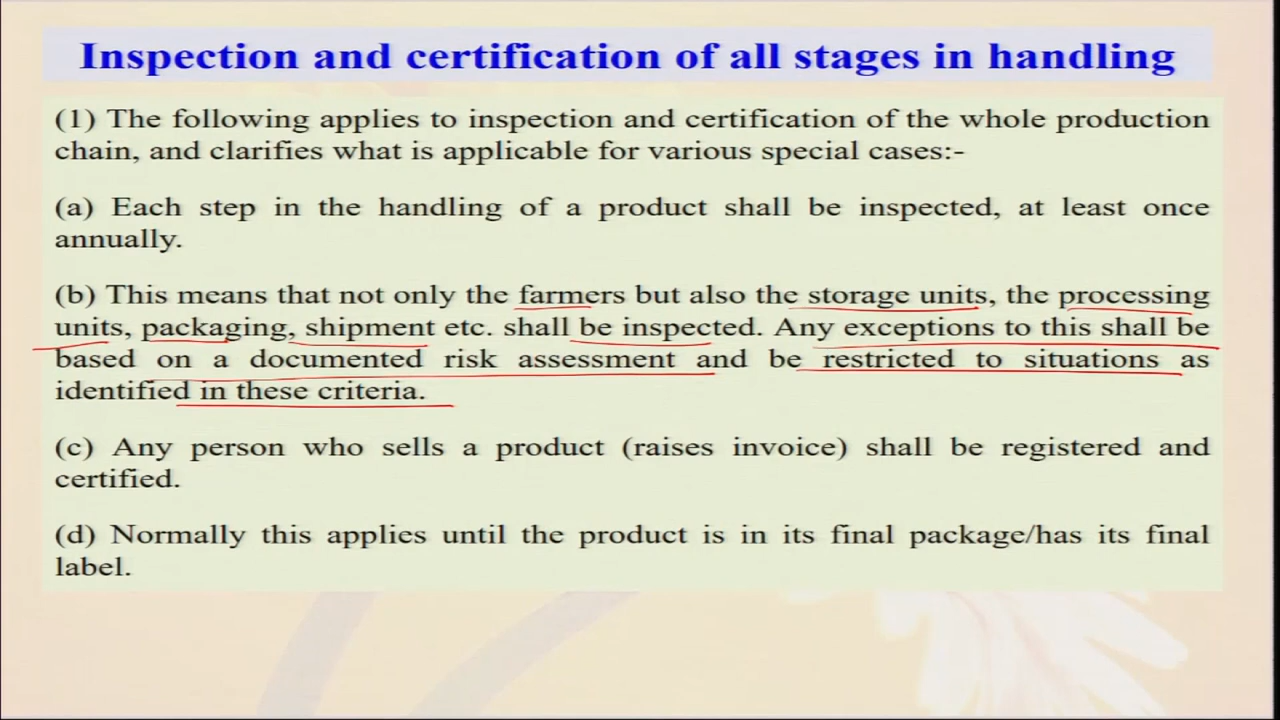 Inspection and certification of all stages in handling
(1) The following applies to inspection and certification of the whole production
chain, and clarifies what is applicable for various special cases:-
(a) Each step in the handling of a product shall be inspected, at least once
annually.
(b) This means that not only the farmers but also the storage units, the processing
units, packaging, shipment etc. shall be inspected. Any exceptions to this shall be
based on a documented risk assessment and be restricted to situations as
identified in these criteria.
(c) Any person who sells a product (raises invoice) shall be registered and
certified.
(d) Normally this applies until the product is in its final package/has its final
label.